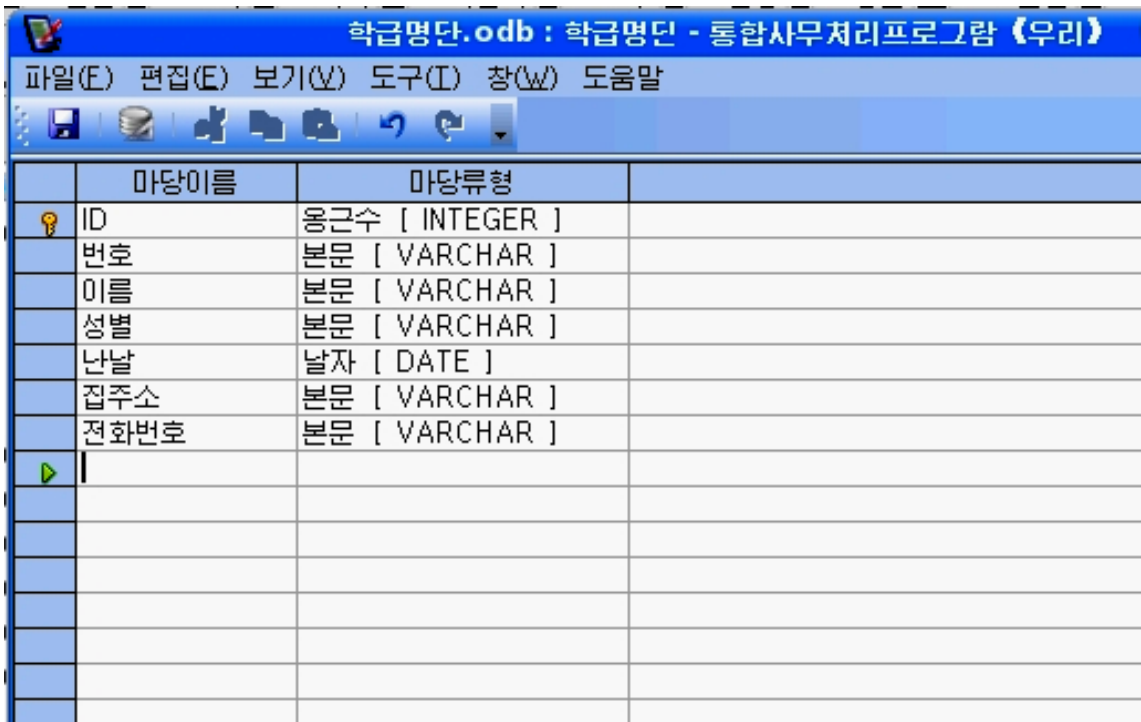 학급명단.odb : 학급명단 - 통합사무처리프로그람 《우리》
파일(F) 편집(E) 보기(V) 도구(T) 창(W) 도움말
마당이름 마당류형
ID 옹근수 [ INTEGER ]
번호 본문 [ VARCHAR ]
이름 본문 [ VARCHAR ]
성별 본문 [ VARCHAR ]
난날 날자 [ DATE ]
집주소 본문 [ VARCHAR ]
전화번호 본문 [ VARCHAR ]